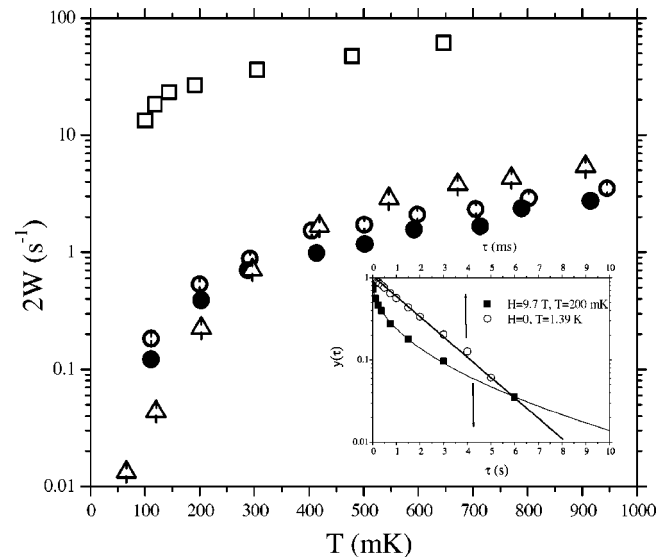 100
10
1
0.1
0.01
2W (s⁻¹)
0 100 200 300 400 500 600 700 800 900 1000
T (mK)
τ (ms)
0 1 2 3 4 5 6 7 8 9 10
1
0.1
0.01
y(τ)
H=9.7 T, T=200 mK
H=0, T=1.39 K
0 1 2 3 4 5 6 7 8 9 10
τ (s)